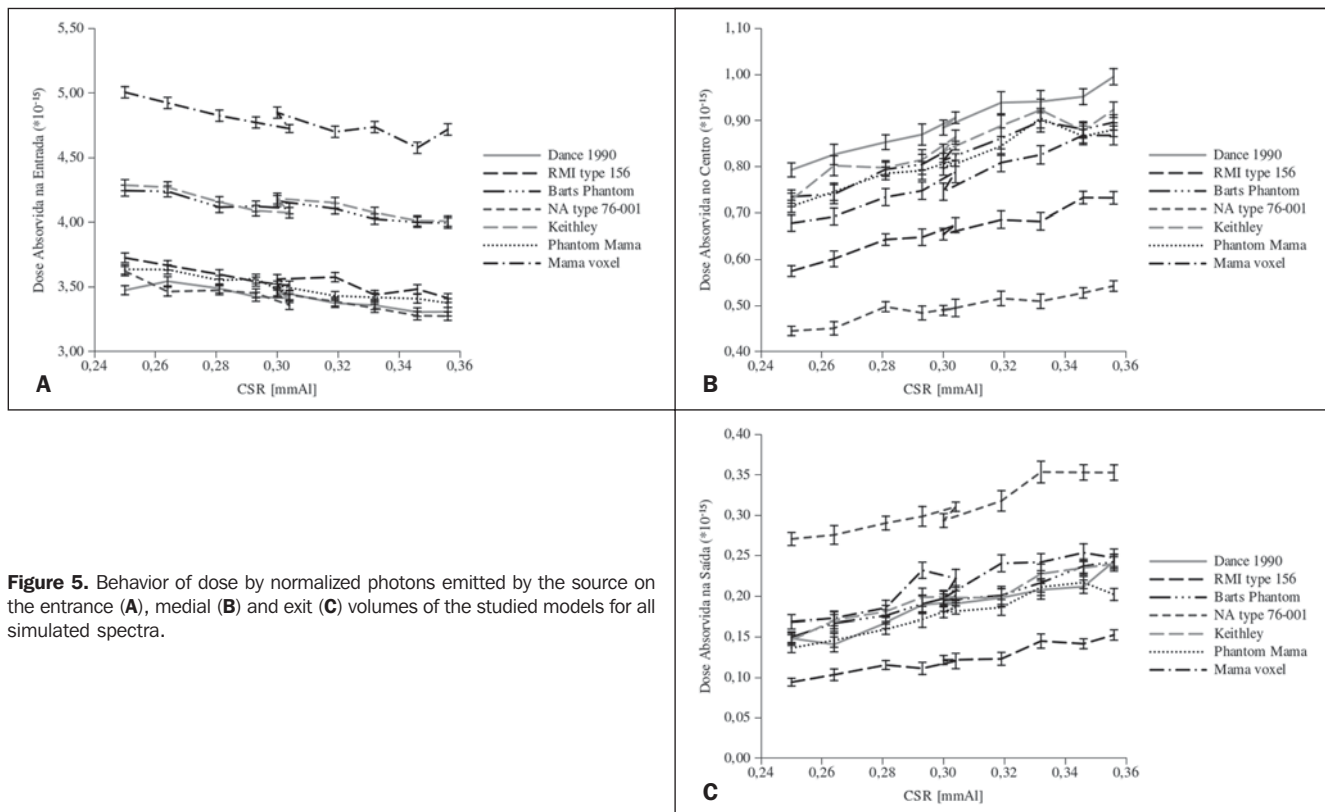 5,50
5,00
4,50
4,00
3,50
3,00
Dose Absorvida na Entrada (*10⁻¹⁵)
0,24 0,26 0,28 0,30 0,32 0,34 0,36
CSR [mmAl]
A
Dance 1990
RMI type 156
Barts Phantom
NA type 76-001
Keithley
Phantom Mama
Mama voxel
1,00
0,90
0,80
0,70
0,60
0,50
0,40
Dose Absorvida no Centro (*10⁻¹⁵)
0,24 0,26 0,28 0,30 0,32 0,34 0,36
CSR [mmAl]
B
Dance 1990
RMI type 156
Barts Phantom
NA type 76-001
Keithley
Phantom Mama
Mama voxel
Figure 5. Behavior of dose by normalized photons emitted by the source on
the entrance (A), medial (B) and exit (C) volumes of the studied models for all
simulated spectra.
0,40
0,35
0,30
0,25
0,20
0,15
0,10
0,05
0,00
Dose Absorvida na Saída (*10⁻¹⁵)
0,24 0,26 0,28 0,30 0,32 0,34 0,36
CSR [mmAl]
C
Dance 1990
RMI type 156
Barts Phantom
NA type 76-001
Keithley
Phantom Mama
Mama voxel